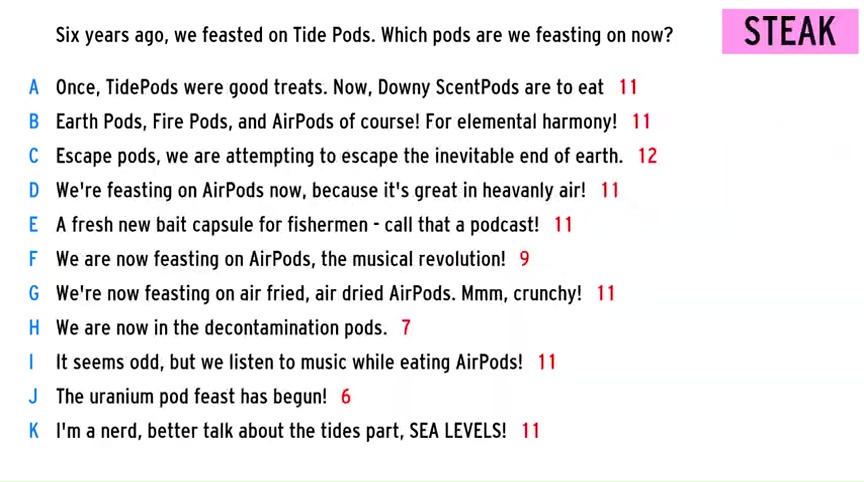 Six years ago, we feasted on Tide Pods. Which pods are we feasting on now?
STEAK
A Once, TidePods were good treats. Now, Downy ScentPods are to eat 11
B Earth Pods, Fire Pods, and AirPods of course! For elemental harmony! 11
C Escape pods, we are attempting to escape the inevitable end of earth. 12
D We're feasting on AirPods now, because it's great in heavanly air! 11
E A fresh new bait capsule for fishermen - call that a podcast! 11
F We are now feasting on AirPods, the musical revolution! 9
G We're now feasting on air fried, air dried AirPods. Mmm, crunchy! 11
H We are now in the decontamination pods. 7
I It seems odd, but we listen to music while eating AirPods! 11
J The uranium pod feast has begun! 6
K I'm a nerd, better talk about the tides part, SEA LEVELS! 11